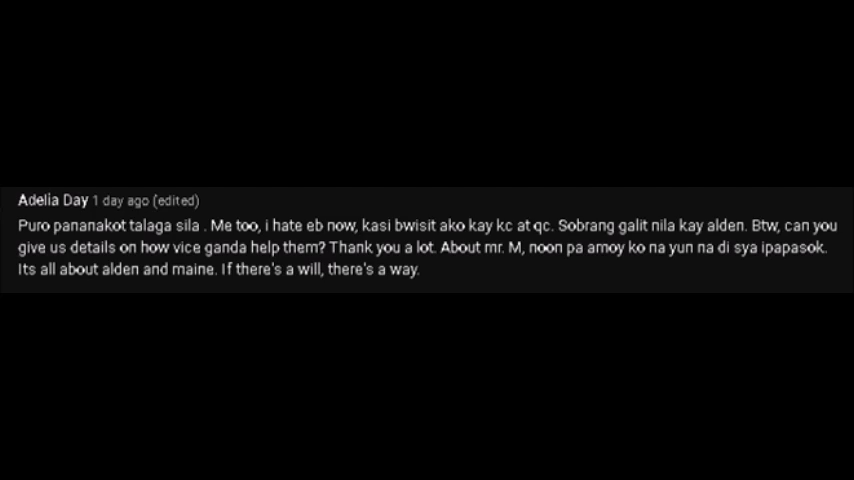 Adelia Day 1 day ago (edited)
Puro pananakot talaga sila . Me too, i hate eb now, kasi bwisit ako kay kc at qc. Sobrang galit nila kay alden. Btw, can you
give us details on how vice ganda help them? Thank you a lot. About mr. M, noon pa amoy ko na yun na di sya ipapasok.
Its all about alden and maine. If there's a will, there's a way.